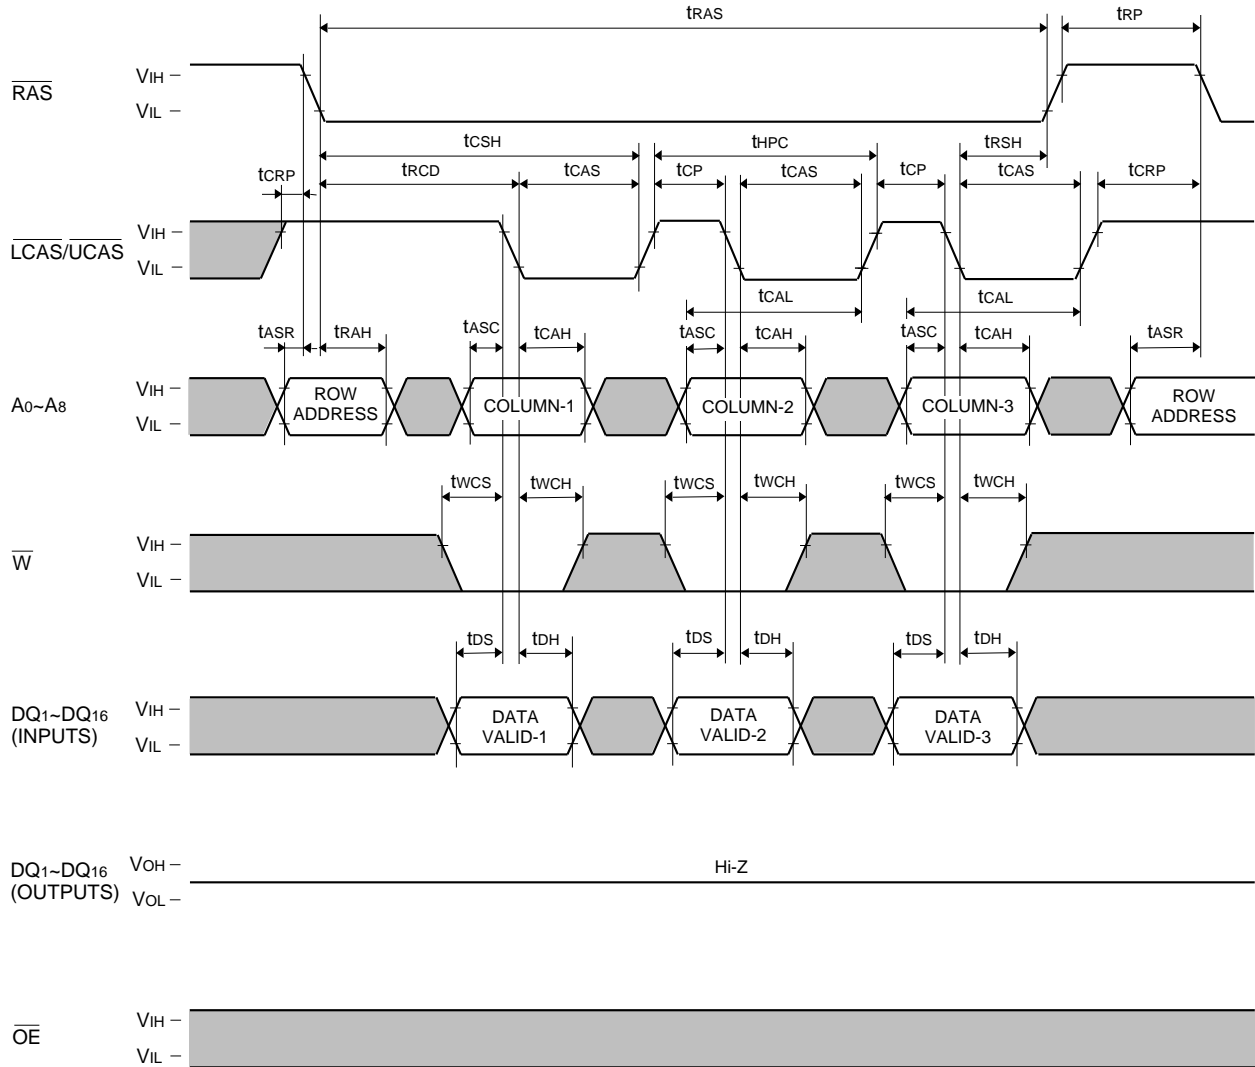 tRAS tRP
RAS VIH
VIL
tCSH tHPC tRSH
tCRP tRCD tCAS tCP tCAS tCP tCAS tCRP
LCAS/UCAS VIH
VIL
tCAL tCAL
tASR tRAH tASC tCAH tASC tCAH tASC tCAH tASR
A0~A8 VIH
VIL
ROW
ADDRESS
COLUMN-1
COLUMN-2
COLUMN-3
ROW
ADDRESS
tWCS tWCH tWCS tWCH tWCS tWCH
W VIH
VIL
tDS tDH tDS tDH tDS tDH
DQ1~DQ16
(INPUTS)
VIH
VIL
DATA
VALID-1
DATA
VALID-2
DATA
VALID-3
DQ1~DQ16
(OUTPUTS)
VOH
VOL
Hi-Z
OE VIH
VIL